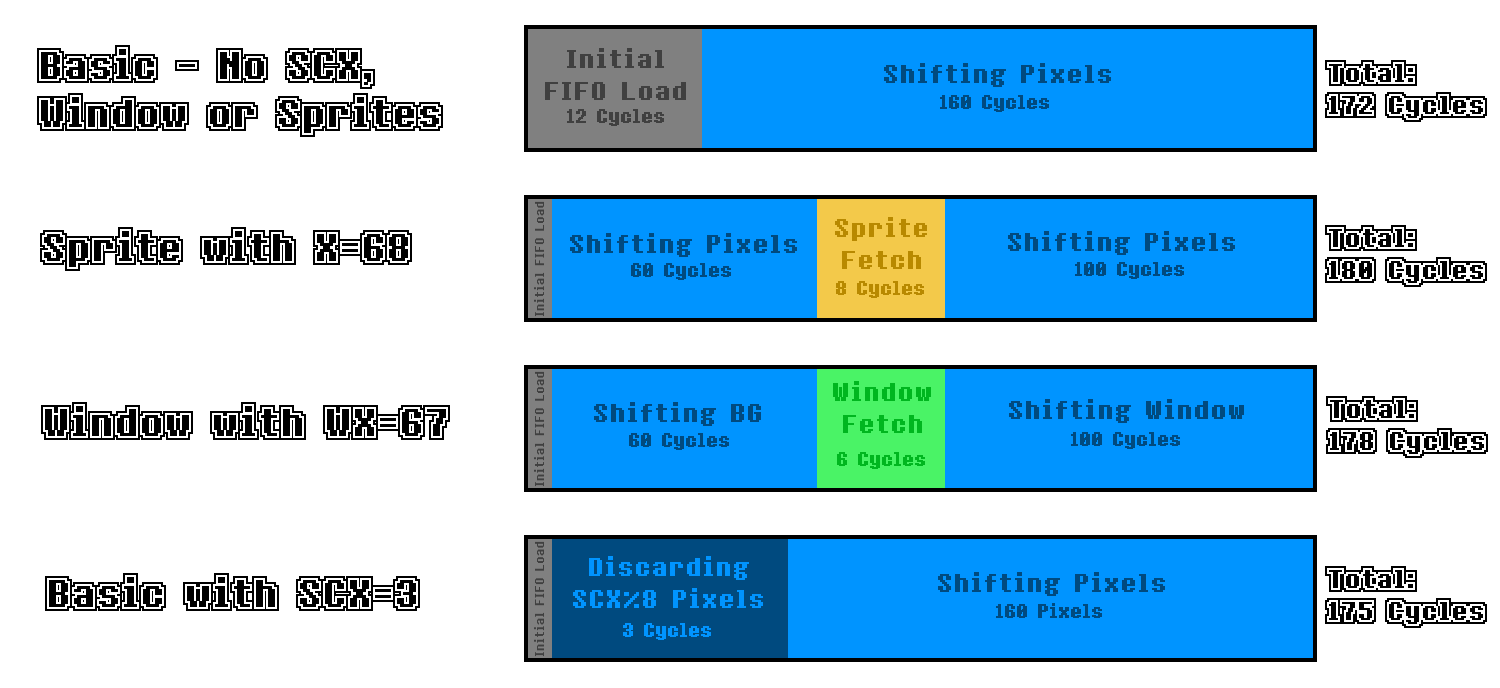 Basic - No SCX,
Window or Sprites
Initial
FIFO Load
12 Cycles
Shifting Pixels
160 Cycles
Total:
172 Cycles
Sprite with X=68
Initial FIFO Load
Shifting Pixels
60 Cycles
Sprite
Fetch
8 Cycles
Shifting Pixels
100 Cycles
Total:
180 Cycles
Window with WX=67
Initial FIFO Load
Shifting BG
60 Cycles
Window
Fetch
6 Cycles
Shifting Window
100 Cycles
Total:
178 Cycles
Basic with SCX=3
Initial FIFO Load
Discarding
SCX%8 Pixels
3 Cycles
Shifting Pixels
160 Pixels
Total:
175 Cycles